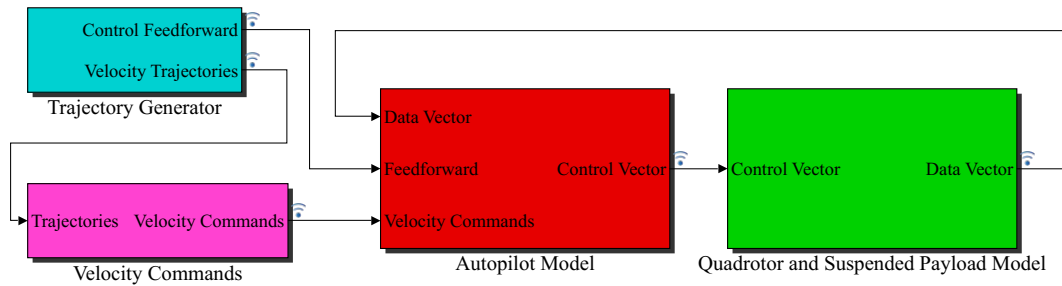 Control Feedforward
Velocity Trajectories
Trajectory Generator
Trajectories
Velocity Commands
Velocity Commands
Data Vector
Feedforward
Control Vector
Velocity Commands
Autopilot Model
Control Vector
Data Vector
Quadrotor and Suspended Payload Model